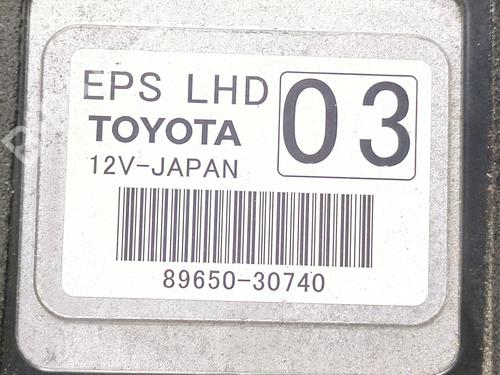 EPS LHD
03
TOYOTA
12V-JAPAN
89650-30740